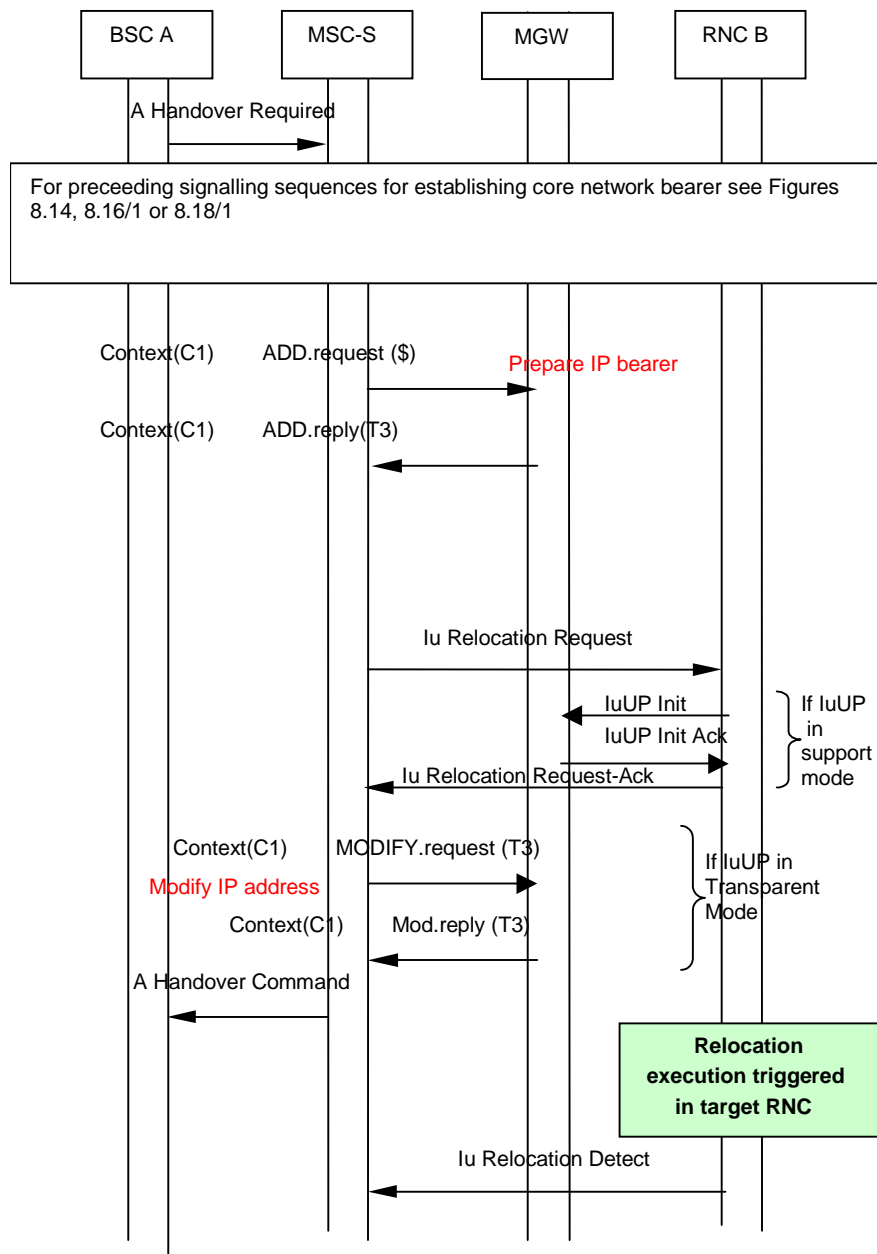 BSC A
MSC-S
MGW
RNC B
A Handover Required
For preceeding signalling sequences for establishing core network bearer see Figures
8.14, 8.16/1 or 8.18/1
Context(C1) ADD.request ($)
Prepare IP bearer
Context(C1) ADD.reply(T3)
Iu Relocation Request
IuUP Init
IuUP Init Ack
Iu Relocation Request-Ack
If IuUP
in
support
mode
Context(C1) MODIFY.request (T3)
Modify IP address
Context(C1) Mod.reply (T3)
If IuUP in
Transparent
Mode
A Handover Command
Relocation
execution triggered
in target RNC
Iu Relocation Detect